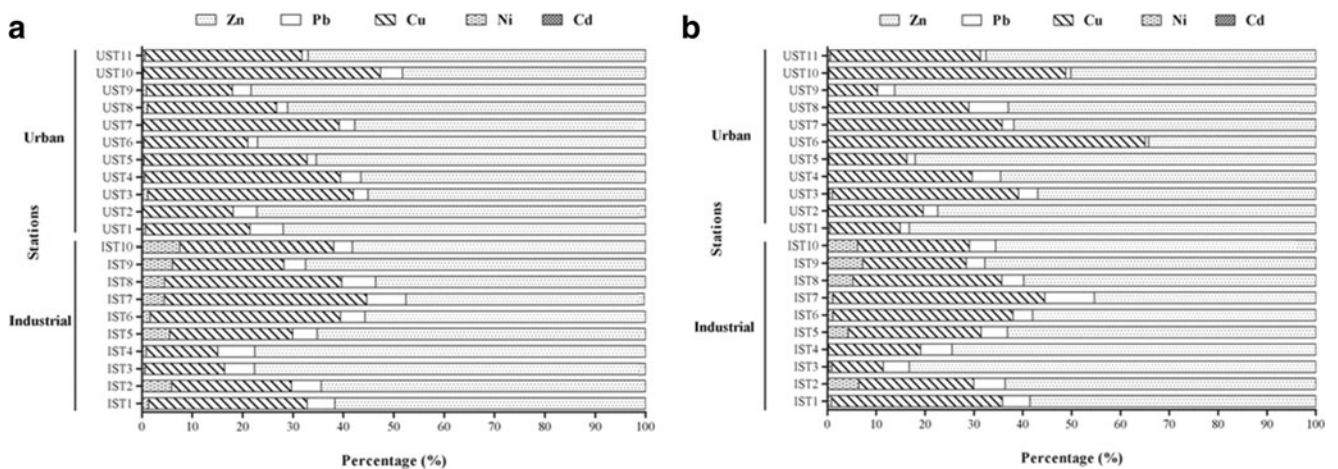 Zn Pb Cu Ni Cd
a
UST11
UST10
UST9
UST8
Urban
UST7
UST6
UST5
UST4
UST3
UST2
Stations
UST1
IST10
IST9
IST8
IST7
Industrial
IST6
IST5
IST4
IST3
IST2
IST1
0 10 20 30 40 50 60 70 80 90 100
Percentage (%)
Zn Pb Cu Ni Cd
b
UST11
UST10
UST9
UST8
Urban
UST7
UST6
UST5
UST4
UST3
UST2
Stations
UST1
IST10
IST9
IST8
IST7
Industrial
IST6
IST5
IST4
IST3
IST2
IST1
0 10 20 30 40 50 60 70 80 90 100
Percentage (%)